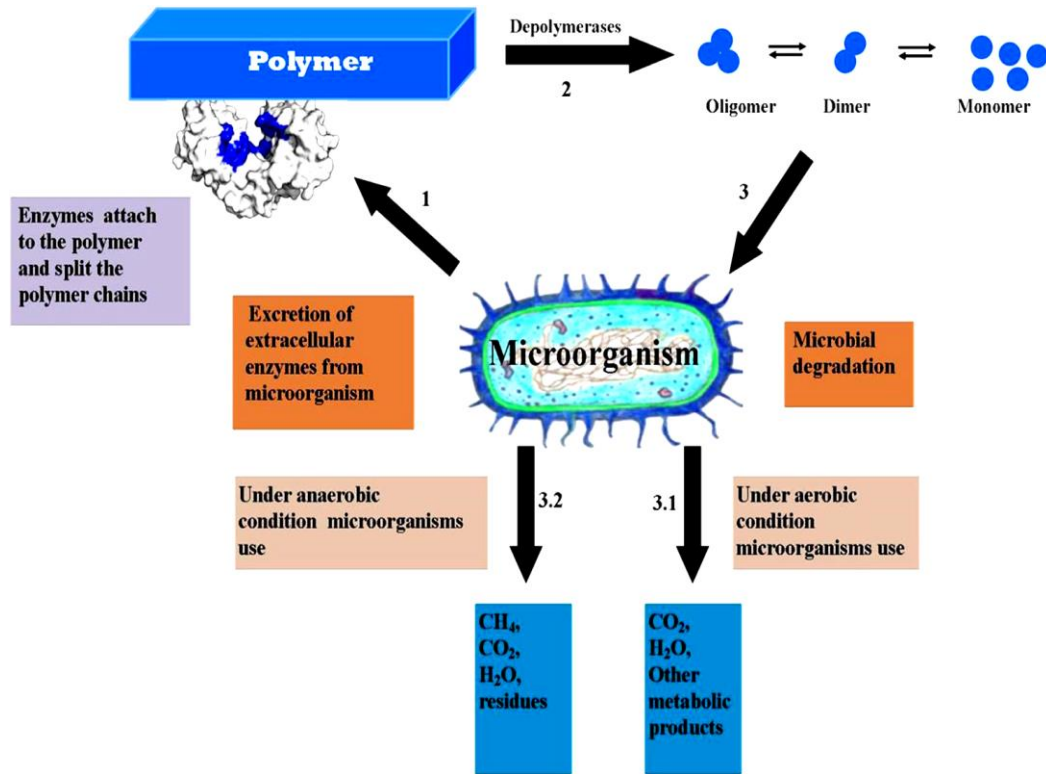 Polymer
Depolymerases
2
Oligomer
Dimer
Monomer
1
3
Enzymes attach
to the polymer
and split the
polymer chains
Excretion of
extracellular
enzymes from
microorganism
Microorganism
Microbial
degradation
Under anaerobic
condition microorganisms
use
3.2
3.1
Under aerobic
condition
microorganisms use
CH₄,
CO₂,
H₂O,
residues
CO₂,
H₂O,
Other
metabolic
products